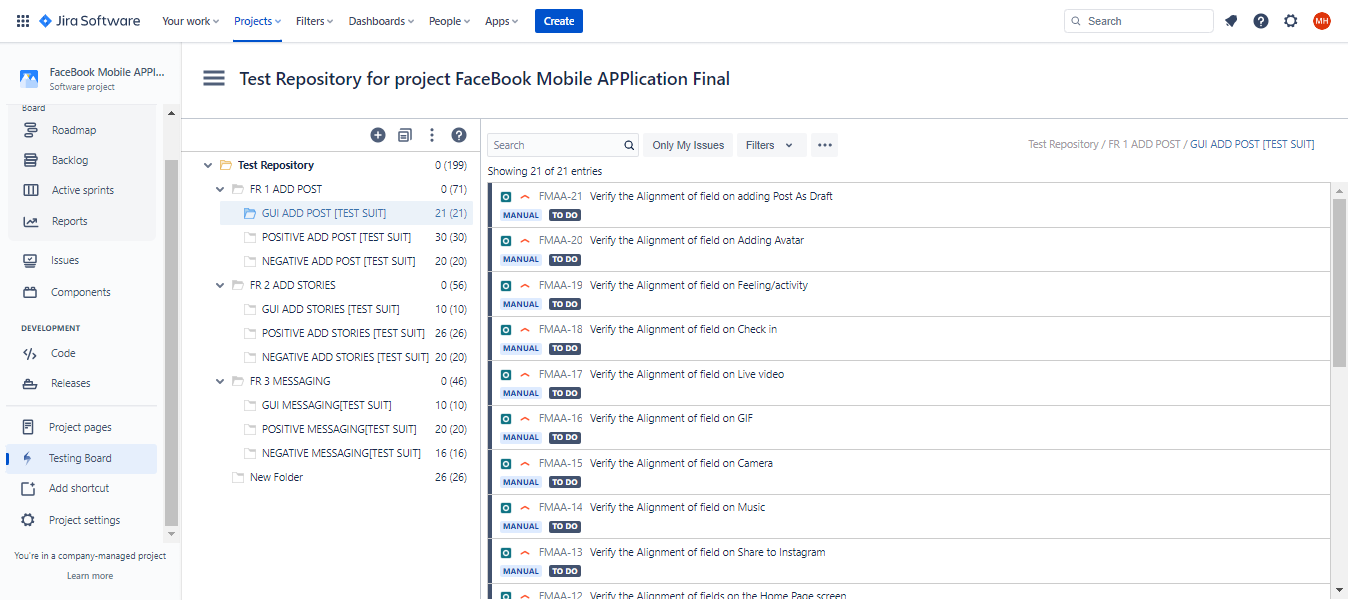 Jira Software
Your work
Projects
Filters
Dashboards
People
Apps
Create
Search
MH
FaceBook Mobile APPl...
Software project
Board
Roadmap
Backlog
Active sprints
Reports
Issues
Components
DEVELOPMENT
Code
Releases
Project pages
Testing Board
Add shortcut
Project settings
You're in a company-managed project
Learn more
Test Repository for project FaceBook Mobile APPlication Final
Test Repository 0 (199)
FR 1 ADD POST 0 (71)
GUI ADD POST [TEST SUIT] 21 (21)
POSITIVE ADD POST [TEST SUIT] 30 (30)
NEGATIVE ADD POST [TEST SUIT] 20 (20)
FR 2 ADD STORIES 0 (56)
GUI ADD STORIES [TEST SUIT] 10 (10)
POSITIVE ADD STORIES [TEST SUIT] 26 (26)
NEGATIVE ADD STORIES [TEST SUIT] 20 (20)
FR 3 MESSAGING 0 (46)
GUI MESSAGING[TEST SUIT] 10 (10)
POSITIVE MESSAGING[TEST SUIT] 20 (20)
NEGATIVE MESSAGING[TEST SUIT] 16 (16)
New Folder 26 (26)
Search
Only My Issues
Filters
Test Repository / FR 1 ADD POST / GUI ADD POST [TEST SUIT]
Showing 21 of 21 entries
FMAA-21 Verify the Alignment of field on adding Post As Draft
MANUAL TO DO
FMAA-20 Verify the Alignment of field on Adding Avatar
MANUAL TO DO
FMAA-19 Verify the Alignment of field on Feeling/activity
MANUAL TO DO
FMAA-18 Verify the Alignment of field on Check in
MANUAL TO DO
FMAA-17 Verify the Alignment of field on Live video
MANUAL TO DO
FMAA-16 Verify the Alignment of field on GIF
MANUAL TO DO
FMAA-15 Verify the Alignment of field on Camera
MANUAL TO DO
FMAA-14 Verify the Alignment of field on Music
MANUAL TO DO
FMAA-13 Verify the Alignment of field on Share to Instagram
MANUAL TO DO
FMAA-12 Verify the Alignment of fields on the Home Page screen